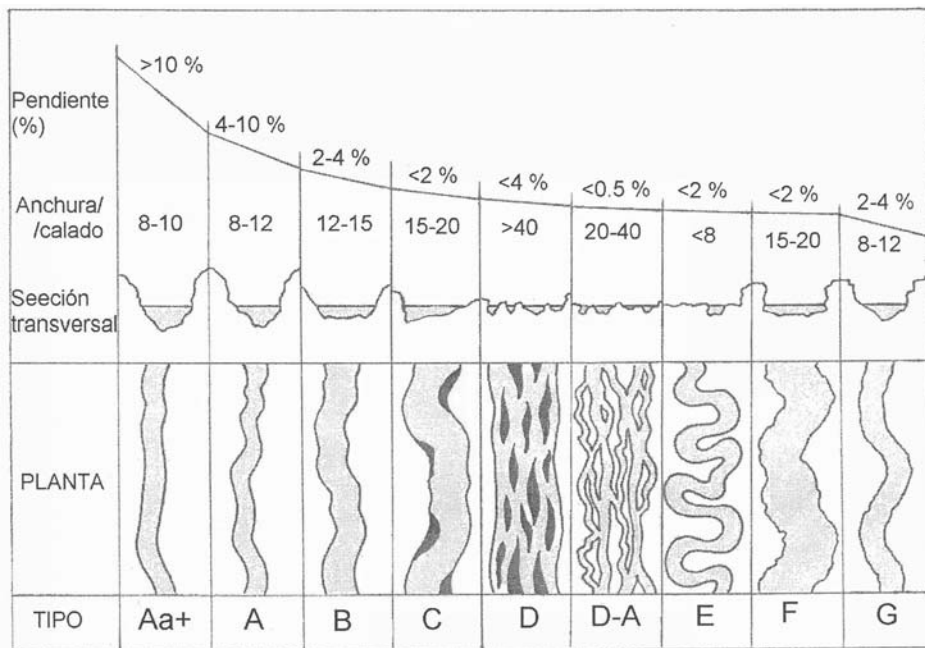 Pendiente
(%)
>10 %
4-10 %
2-4 %
<2 %
<4 %
<0.5 %
<2 %
<2 %
2-4 %
Anchura/
/calado
8-10
8-12
12-15
15-20
>40
20-40
<8
15-20
8-12
Seeción
transversal
PLANTA
TIPO
Aa+
A
B
C
D
D-A
E
F
G